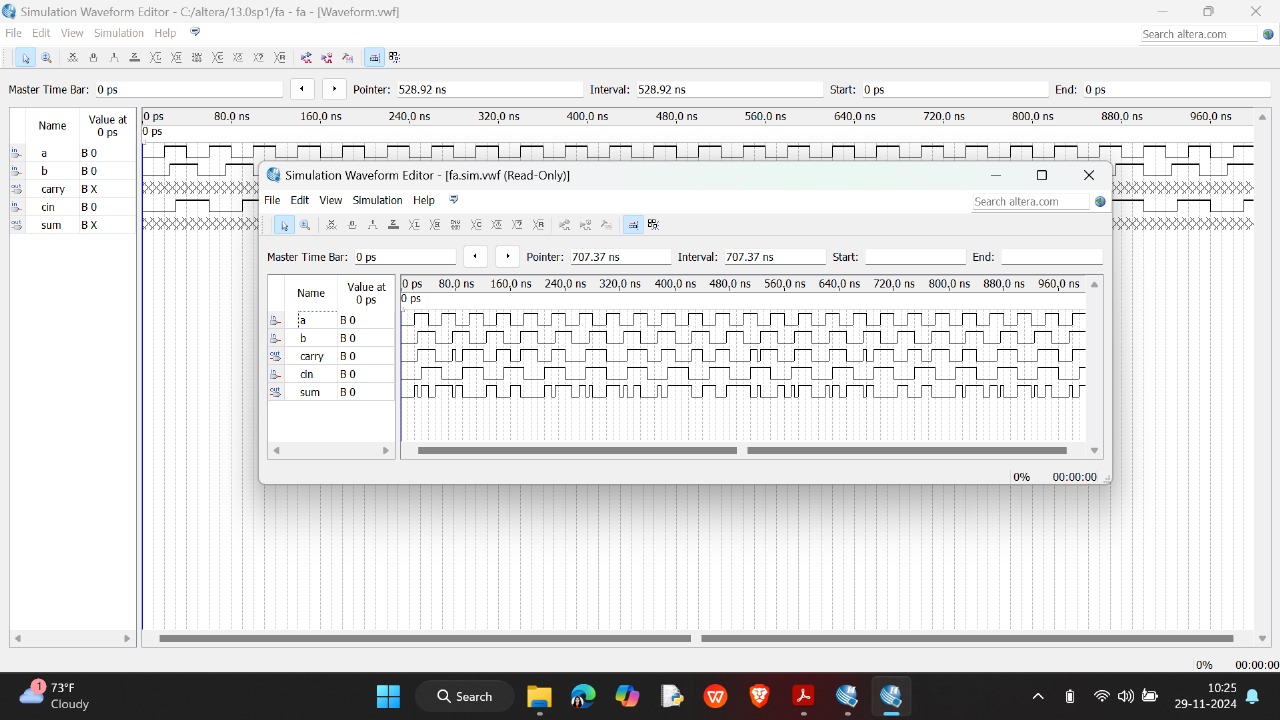 Simulation Waveform Editor - C:/altera/13.0sp1/fa - fa - [Waveform.vwf]
File Edit View Simulation Help
Search altera.com
Master Time Bar: 0 ps Pointer: 528.92 ns Interval: 528.92 ns Start: 0 ps End: 0 ps
Name Value at 0 ps
0 ps 80.0 ns 160.0 ns 240.0 ns 320.0 ns 400.0 ns 480.0 ns 560.0 ns 640.0 ns 720.0 ns 800.0 ns 880.0 ns 960.0 ns
0 ps
a B 0
b B 0
carry B X
cin B 0
sum B X
Simulation Waveform Editor - [fa.sim.vwf (Read-Only)]
File Edit View Simulation Help
Search altera.com
Master Time Bar: 0 ps Pointer: 707.37 ns Interval: 707.37 ns Start: End:
Name Value at 0 ps
0 ps 80.0 ns 160.0 ns 240.0 ns 320.0 ns 400.0 ns 480.0 ns 560.0 ns 640.0 ns 720.0 ns 800.0 ns 880.0 ns 960.0 ns
0 ps
a B 0
b B 0
carry B 0
cin B 0
sum B 0
0% 00:00:00
0% 00:00:00
1
73°F
Cloudy
Search
10:25
29-11-2024